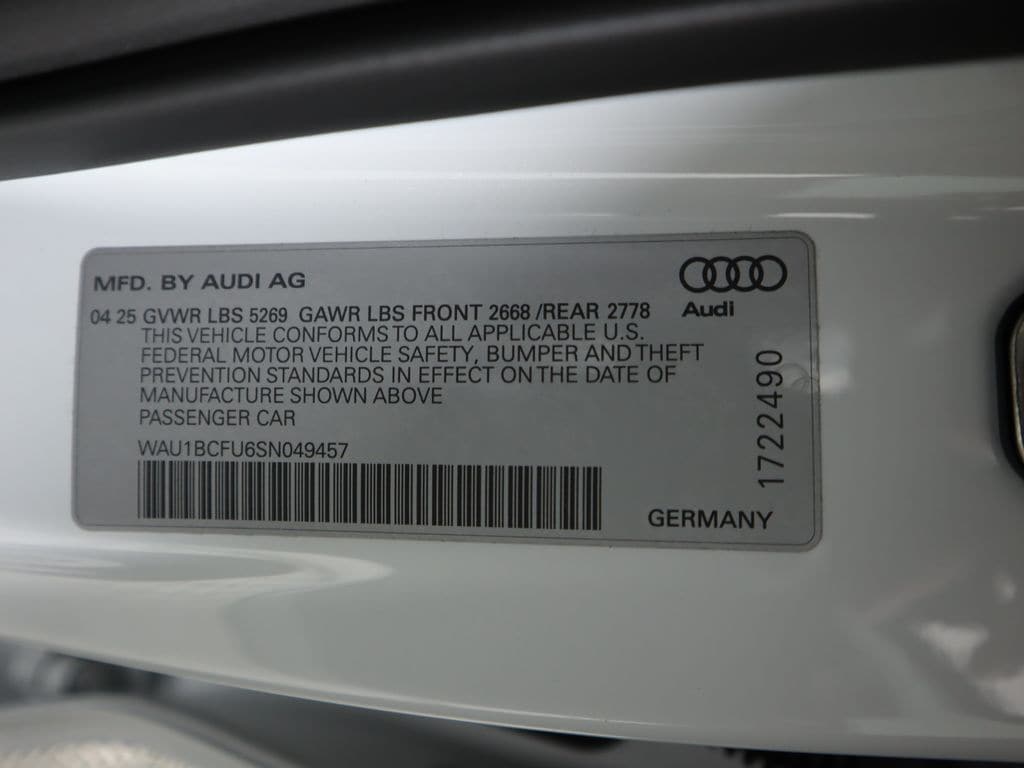 MFD. BY AUDI AG
Audi
04 25 GVWR LBS 5269 GAWR LBS FRONT 2668 /REAR 2778
THIS VEHICLE CONFORMS TO ALL APPLICABLE U.S.
FEDERAL MOTOR VEHICLE SAFETY, BUMPER AND THEFT
PREVENTION STANDARDS IN EFFECT ON THE DATE OF
MANUFACTURE SHOWN ABOVE
PASSENGER CAR
WAU1BCFU6SN049457
1722490
GERMANY